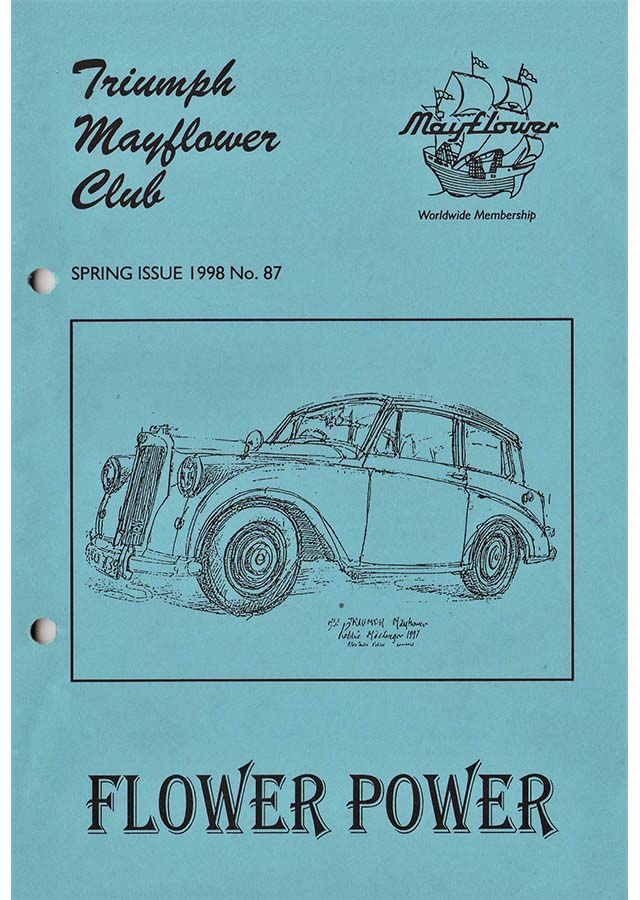 Triumph
Mayflower
Club
Mayflower
Worldwide Membership
SPRING ISSUE 1998 No. 87
TRIUMPH Mayflower
1997
FLOWER POWER